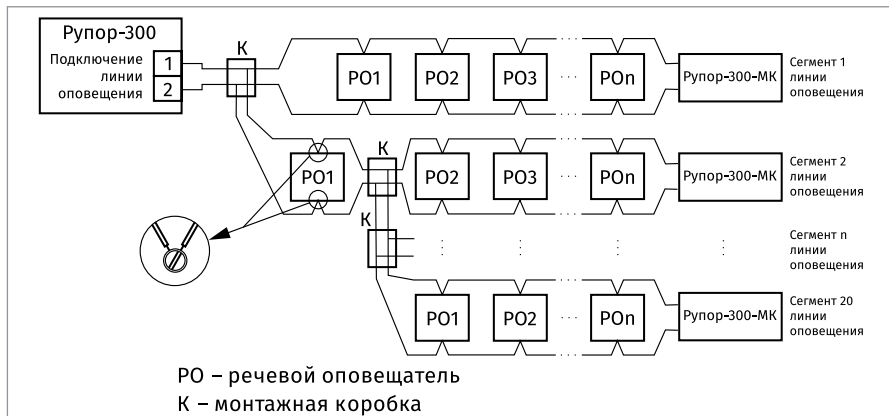 Рупор-300
Подключение
линии
оповещения
1
2
К
РО1
РО2
РО3
· · ·
РОn
Рупор-300-МК
Сегмент 1
линии
оповещения
РО1
К
РО2
РО3
· · ·
РОn
Рупор-300-МК
Сегмент 2
линии
оповещения
К
Сегмент n
линии
оповещения
РО1
РО2
· · ·
РОn
Рупор-300-МК
Сегмент 20
линии
оповещения
РО – речевой оповещатель
К – монтажная коробка